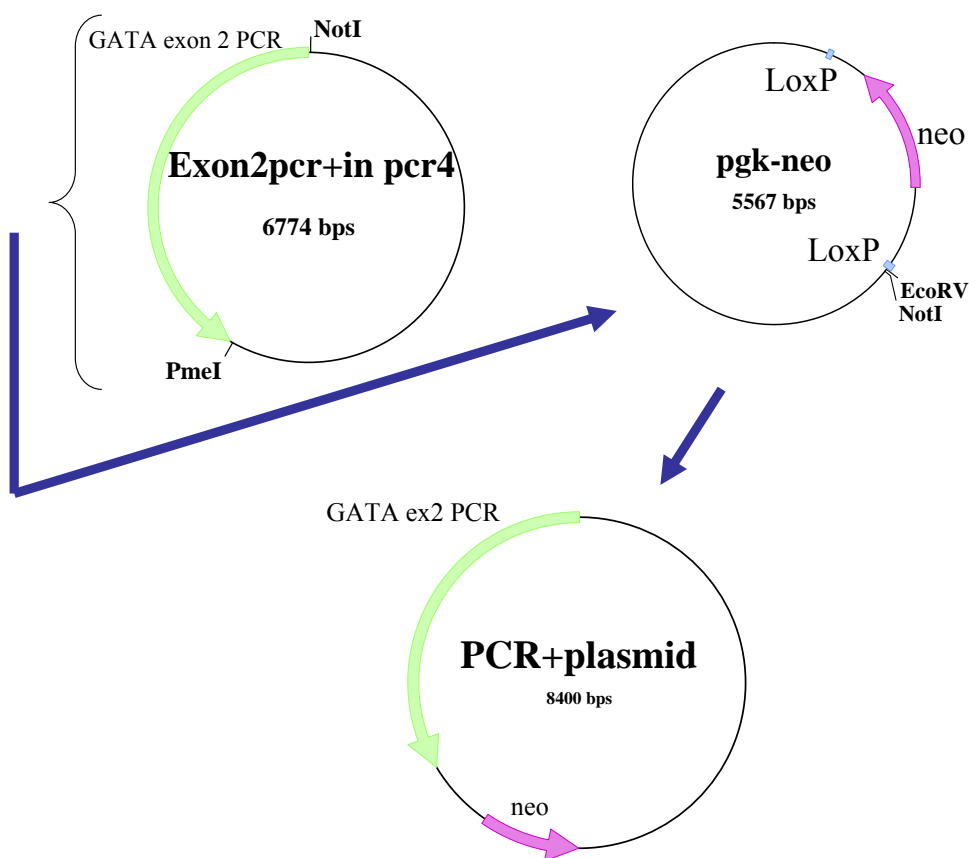 GATA exon 2 PCR
NotI
Exon2pcr+in pcr4
6774 bps
PmeI
LoxP
neo
pgk-neo
5567 bps
LoxP
EcoRV
NotI
GATA ex2 PCR
PCR+plasmid
8400 bps
neo